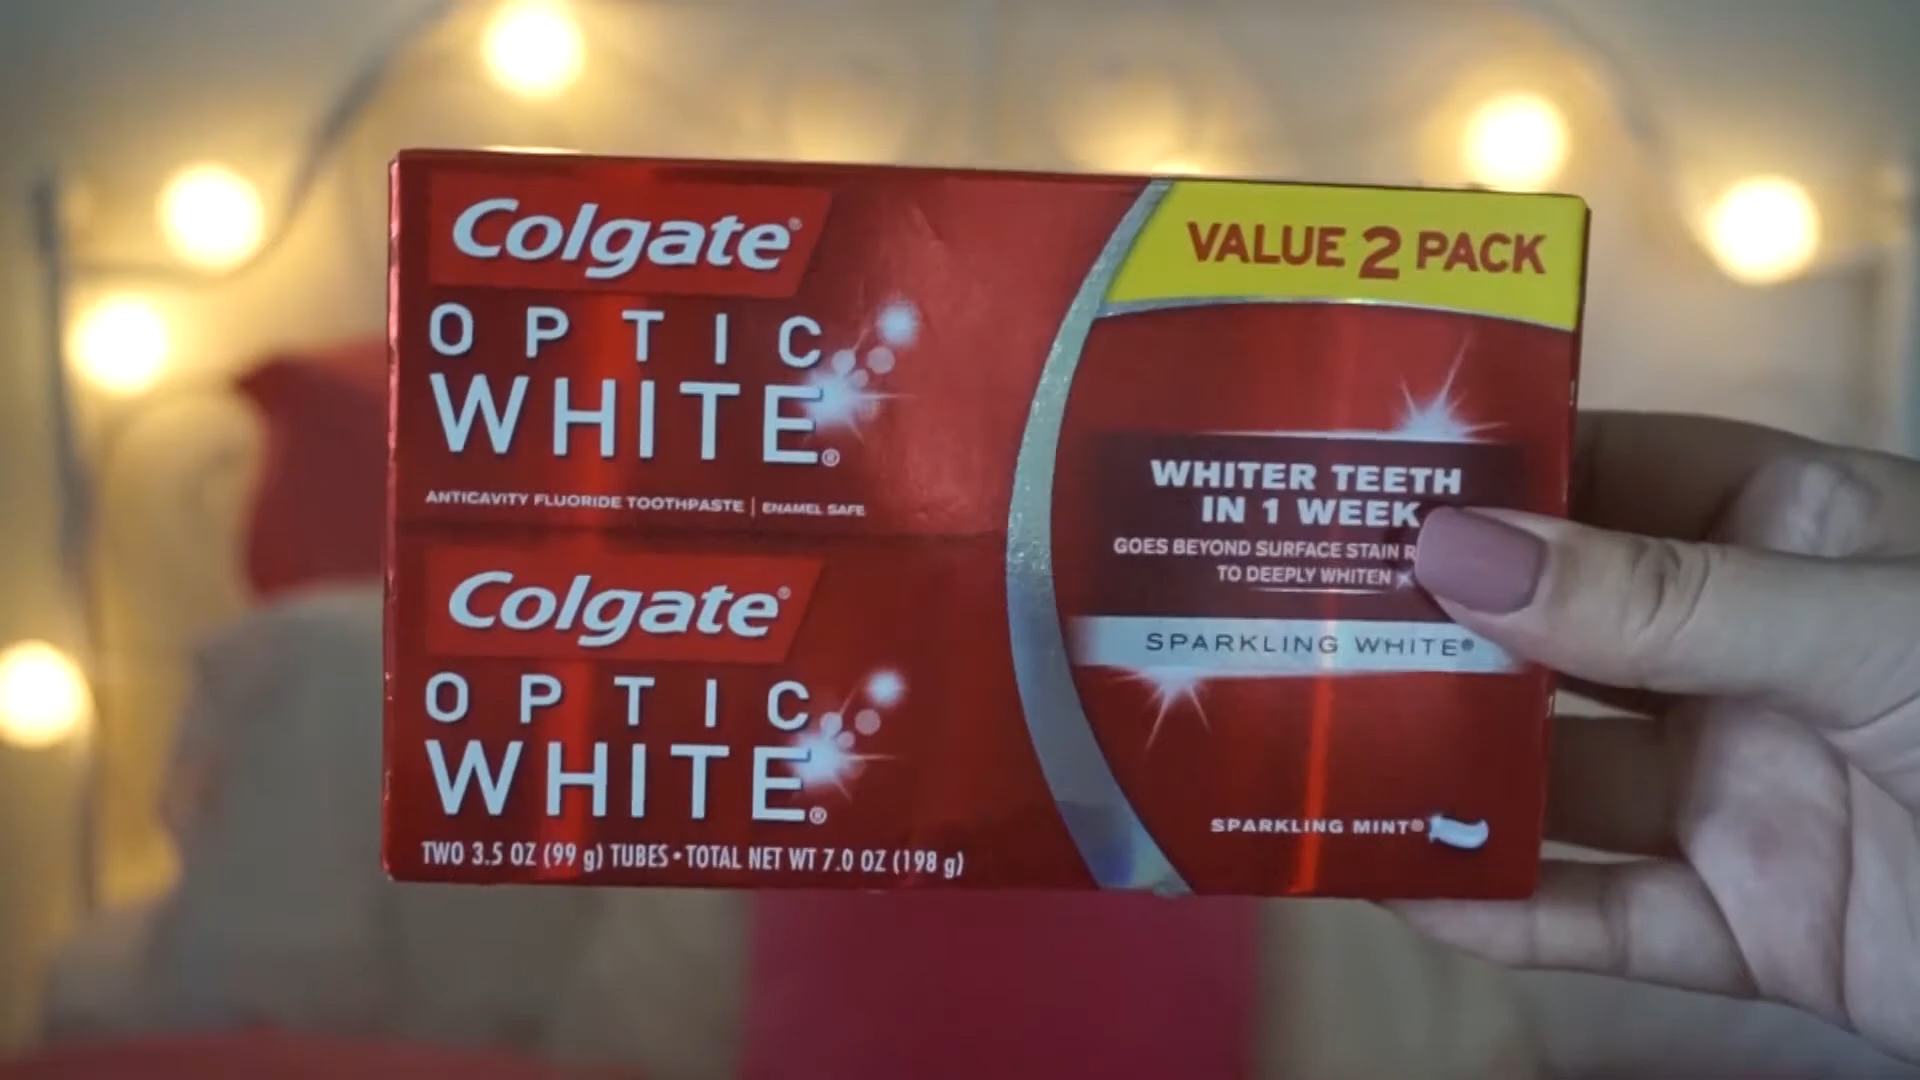 Colgate®
OPTIC
WHITE®
ANTICAVITY FLUORIDE TOOTHPASTE | ENAMEL SAFE
Colgate®
OPTIC
WHITE®
TWO 3.5 OZ (99 g) TUBES • TOTAL NET WT 7.0 OZ (198 g)
VALUE 2 PACK
WHITER TEETH
IN 1 WEEK
GOES BEYOND SURFACE STAIN
TO DEEPLY WHITEN
SPARKLING WHITE®
SPARKLING MINT®